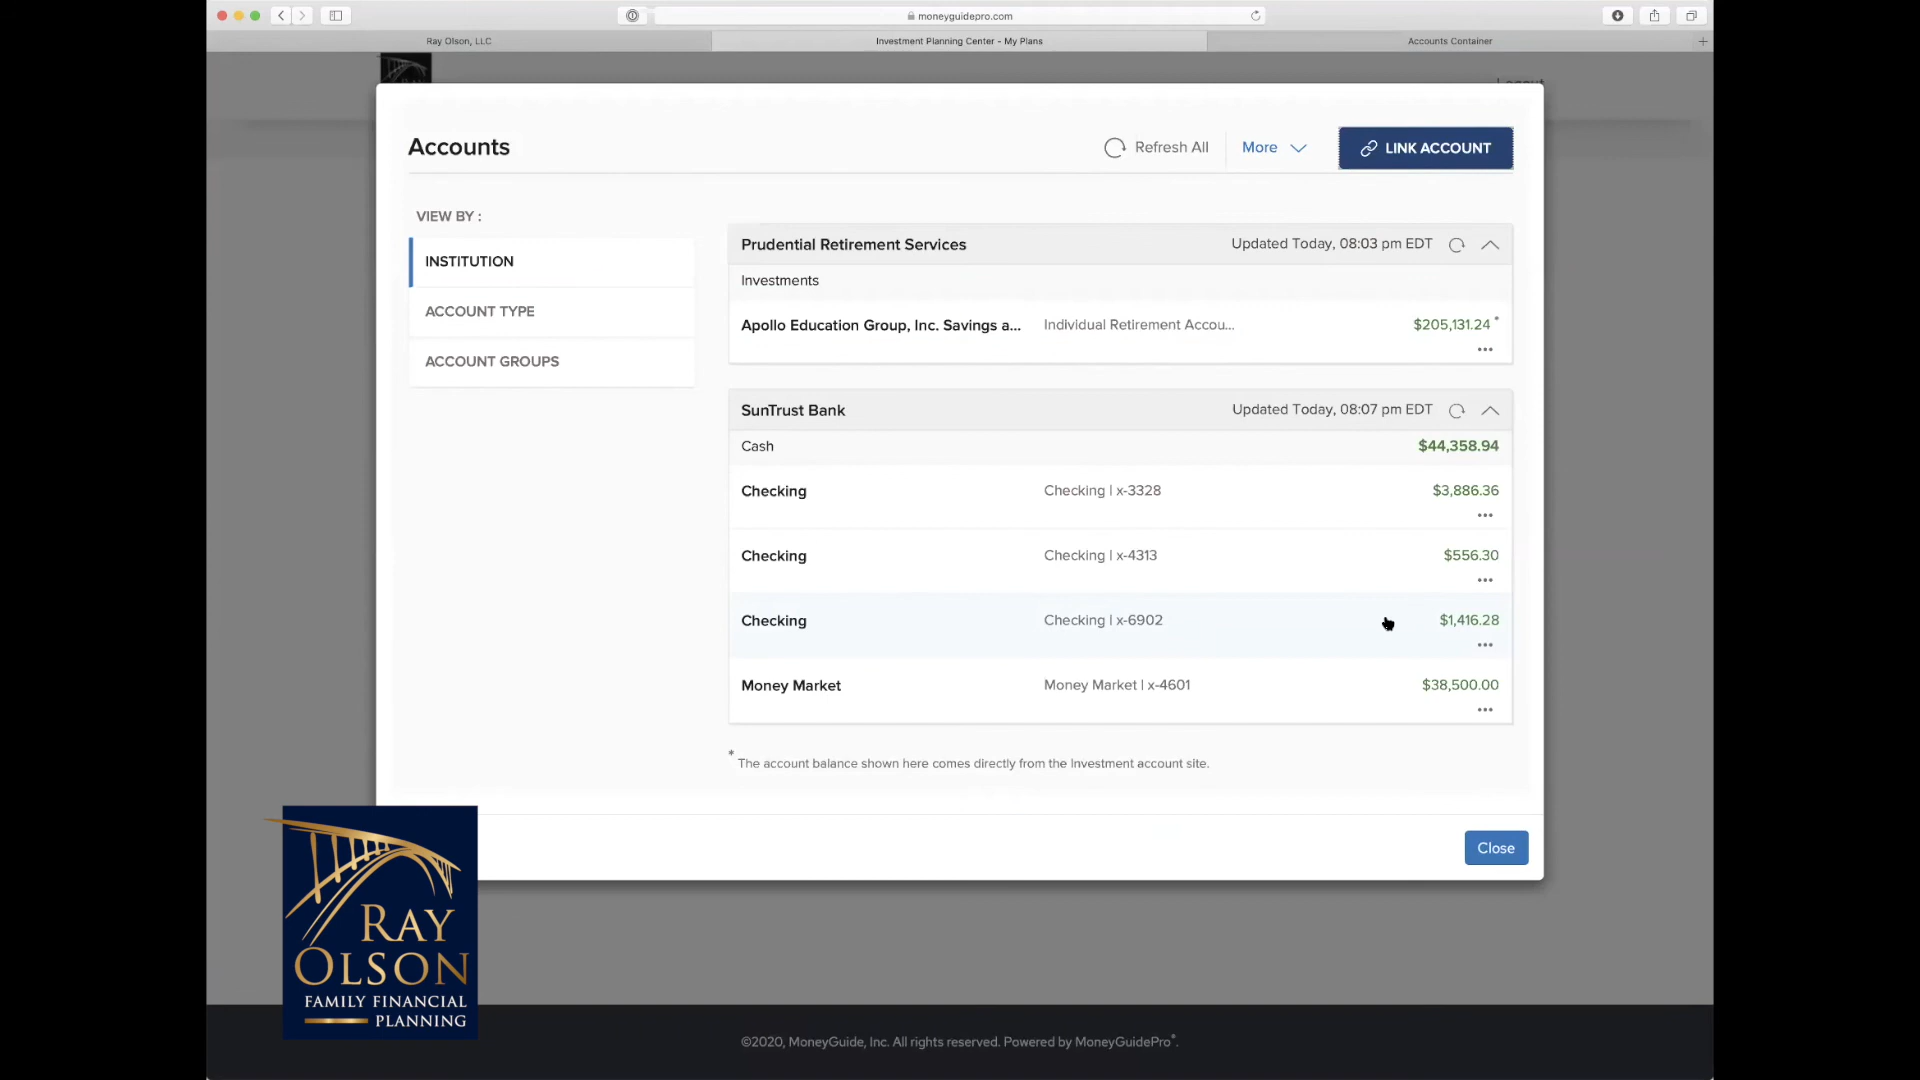 moneyguidepro.com
Ray Olson, LLC
Investment Planning Center - My Plans
Accounts Container
Accounts
Refresh All
More
LINK ACCOUNT
VIEW BY :
INSTITUTION
ACCOUNT TYPE
ACCOUNT GROUPS
Prudential Retirement Services
Updated Today, 08:03 pm EDT
Investments
Apollo Education Group, Inc. Savings a...
Individual Retirement Accou...
$205,131.24 *
SunTrust Bank
Updated Today, 08:07 pm EDT
Cash
$44,358.94
Checking
Checking | x-3328
$3,886.36
Checking
Checking | x-4313
$556.30
Checking
Checking | x-6902
$1,416.28
Money Market
Money Market | x-4601
$38,500.00
* The account balance shown here comes directly from the Investment account site.
Close
RAY
OLSON
FAMILY FINANCIAL
PLANNING
©2020, MoneyGuide, Inc. All rights reserved. Powered by MoneyGuidePro®.